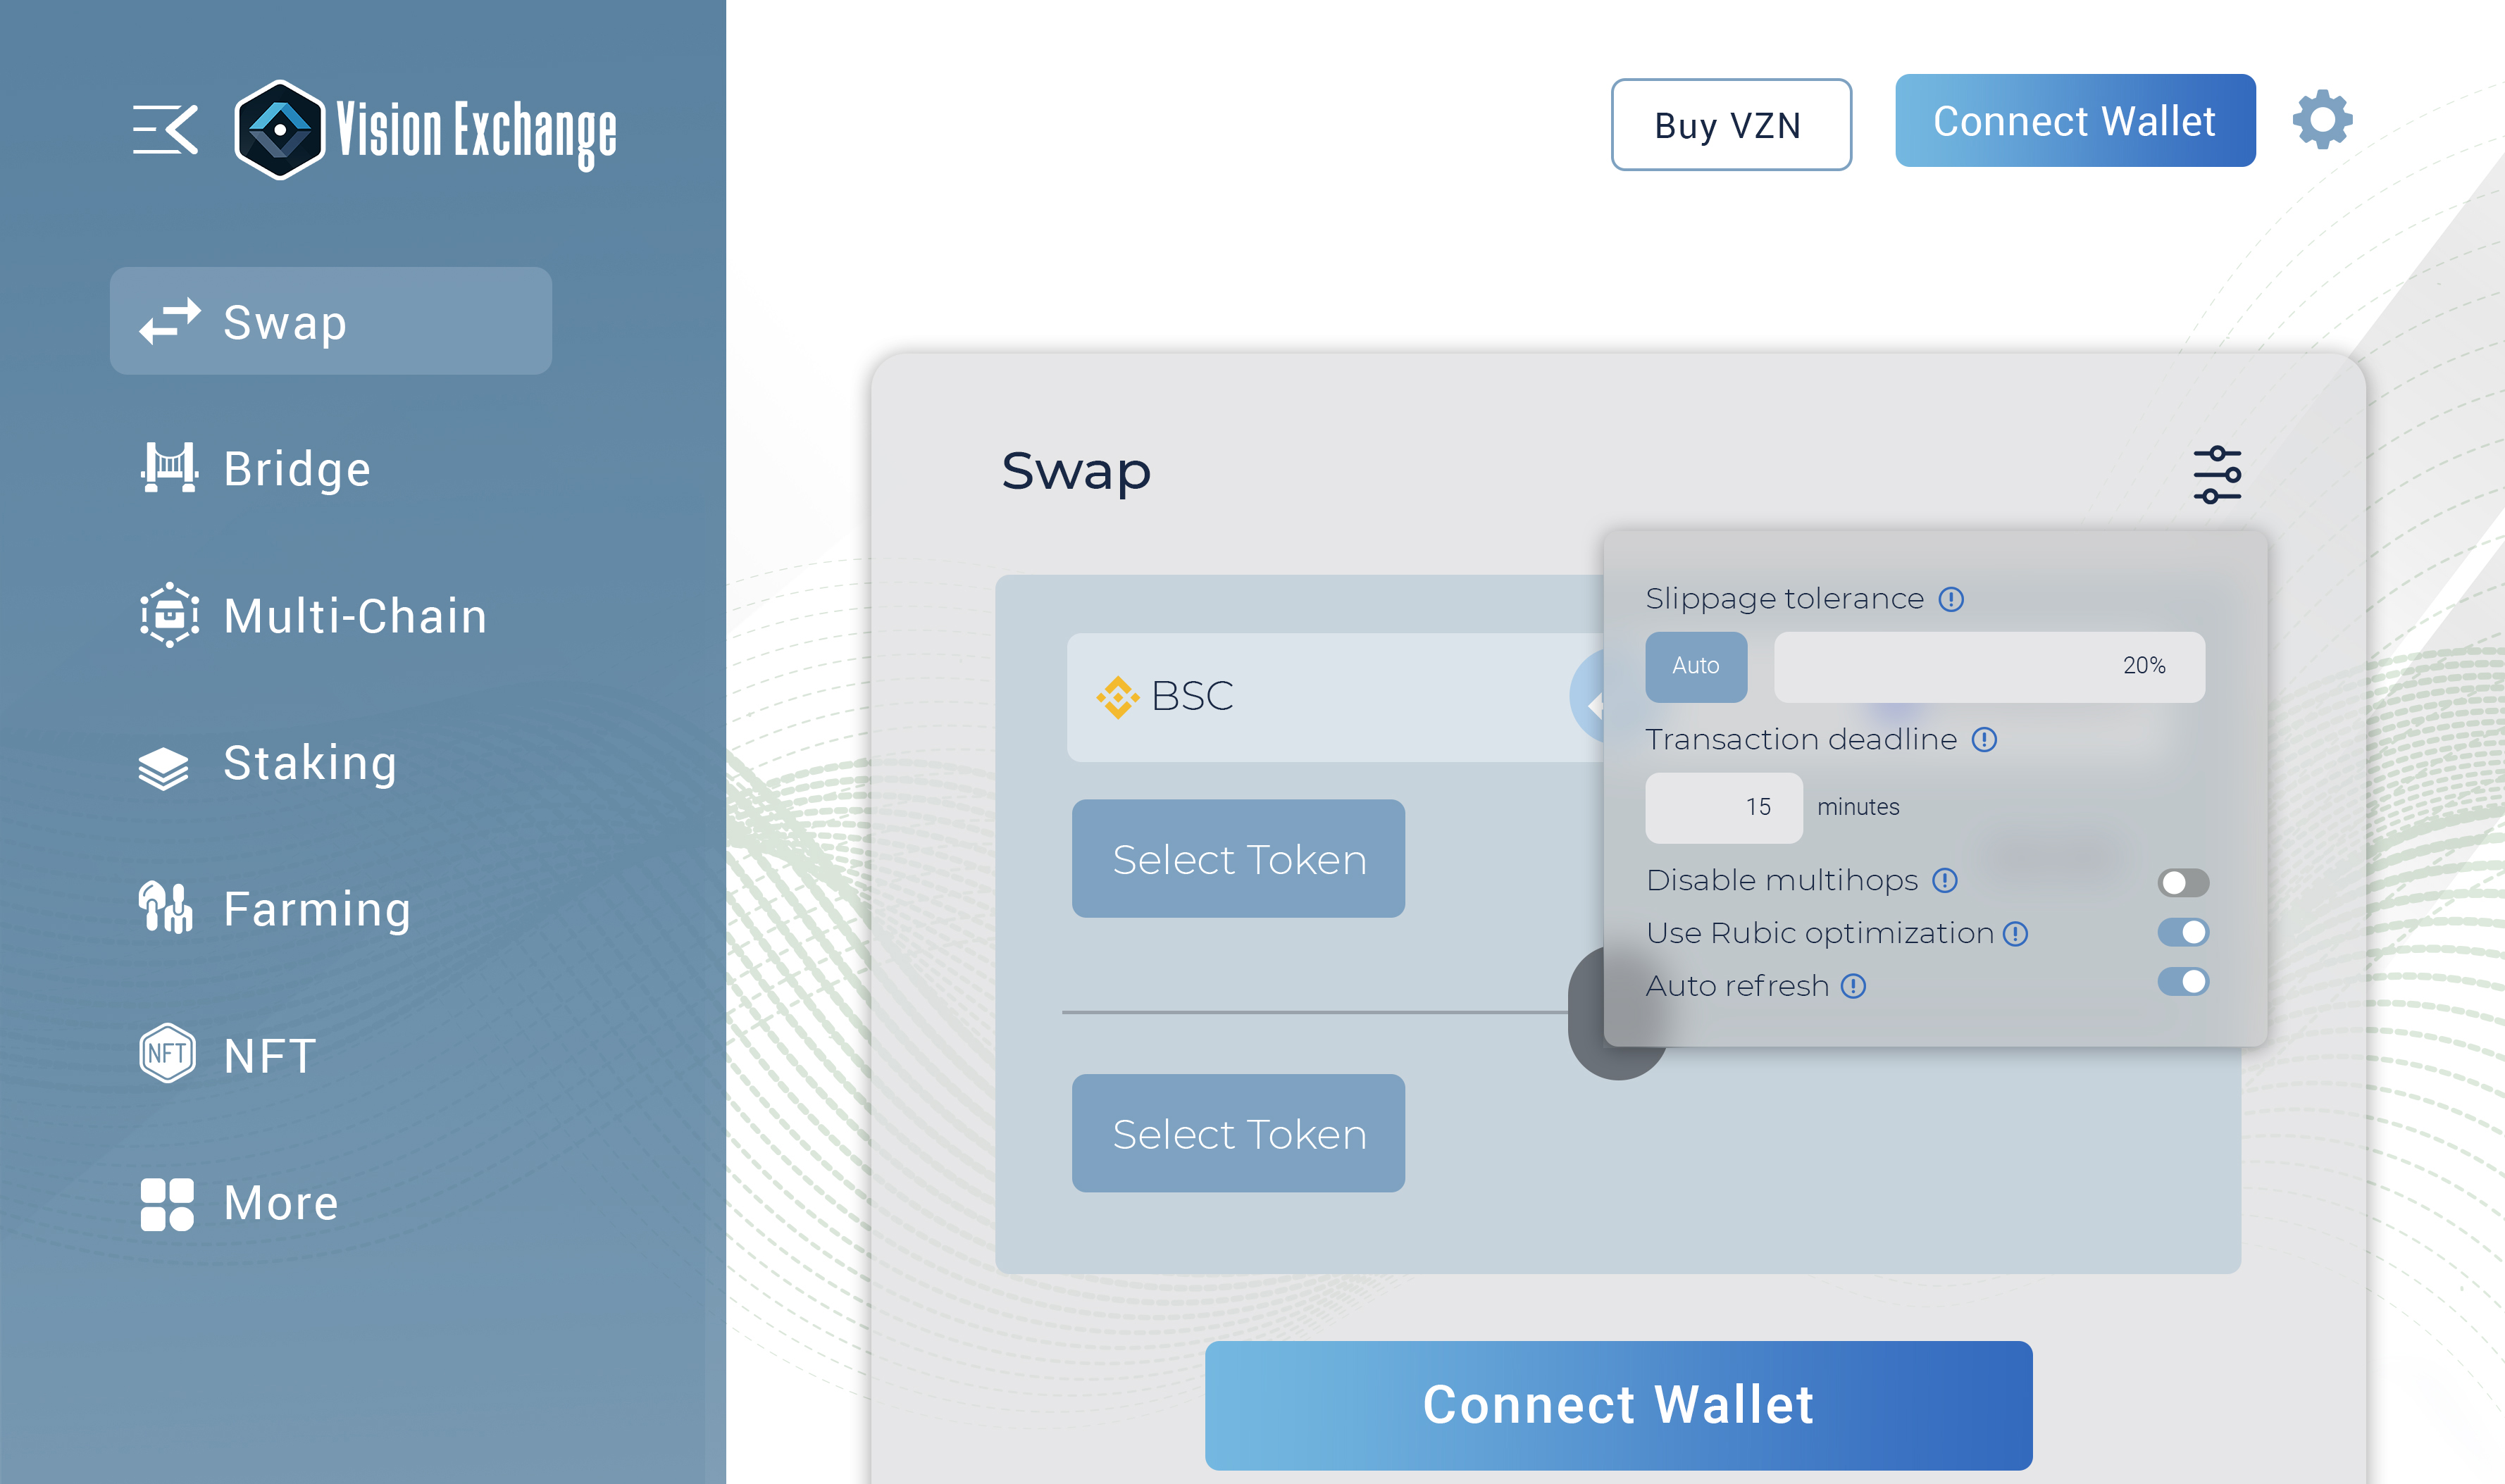 Vision Exchange
Buy VZN
Connect Wallet
Swap
Bridge
Multi-Chain
Staking
Farming
NFT
NFT
More
Swap
BSC
Select Token
Select Token
Slippage tolerance
Auto
20%
Transaction deadline
15 minutes
Disable multihops
Use Rubic optimization
Auto refresh
Connect Wallet